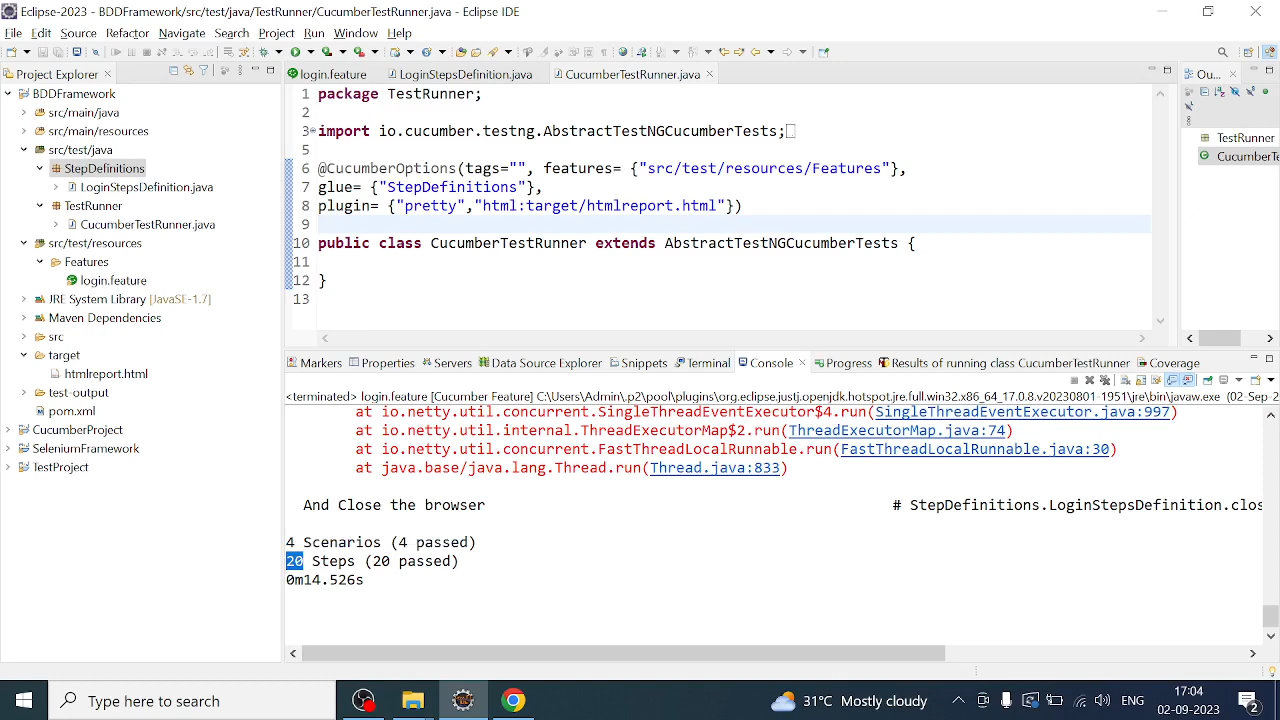 Eclipse-2023 - BDDFramework/src/test/java/TestRunner/CucumberTestRunner.java - Eclipse IDE
File Edit Source Refactor Navigate Search Project Run Window Help
Project Explorer
BDDFramework
src/main/java
src/main/resources
src/test/java
StepDefinitions
LoginStepsDefinition.java
TestRunner
CucumberTestRunner.java
src/test/resources
Features
login.feature
JRE System Library [JavaSE-1.7]
Maven Dependencies
src
target
htmlreport.html
test-output
pom.xml
CucumberProject
SeleniumFramework
TestProject
login.feature LoginStepsDefinition.java CucumberTestRunner.java
1 package TestRunner;
2
3 import io.cucumber.testng.AbstractTestNGCucumberTests;
5
6 @CucumberOptions(tags="", features= {"src/test/resources/Features"},
7 glue= {"StepDefinitions"},
8 plugin= {"pretty","html:target/htmlreport.html"})
9
10 public class CucumberTestRunner extends AbstractTestNGCucumberTests {
11
12 }
13
Ou...
TestRunner
CucumberTe
Markers Properties Servers Data Source Explorer Snippets Terminal Console Progress Results of running class CucumberTestRunner Coverage
<terminated> login.feature [Cucumber Feature] C:\Users\Admin\.p2\pool\plugins\org.eclipse.justj.openjdk.hotspot.jre.full.win32.x86_64_17.0.8.v20230801-1951\jre\bin\javaw.exe (02-Sep-2
at io.netty.util.concurrent.SingleThreadEventExecutor$4.run(SingleThreadEventExecutor.java:997)
at io.netty.util.internal.ThreadExecutorMap$2.run(ThreadExecutorMap.java:74)
at io.netty.util.concurrent.FastThreadLocalRunnable.run(FastThreadLocalRunnable.java:30)
at java.base/java.lang.Thread.run(Thread.java:833)
And Close the browser # StepDefinitions.LoginStepsDefinition.clos
4 Scenarios (4 passed)
20 Steps (20 passed)
0m14.526s
Type here to search
31°C Mostly cloudy
ENG
17:04
02-09-2023
2